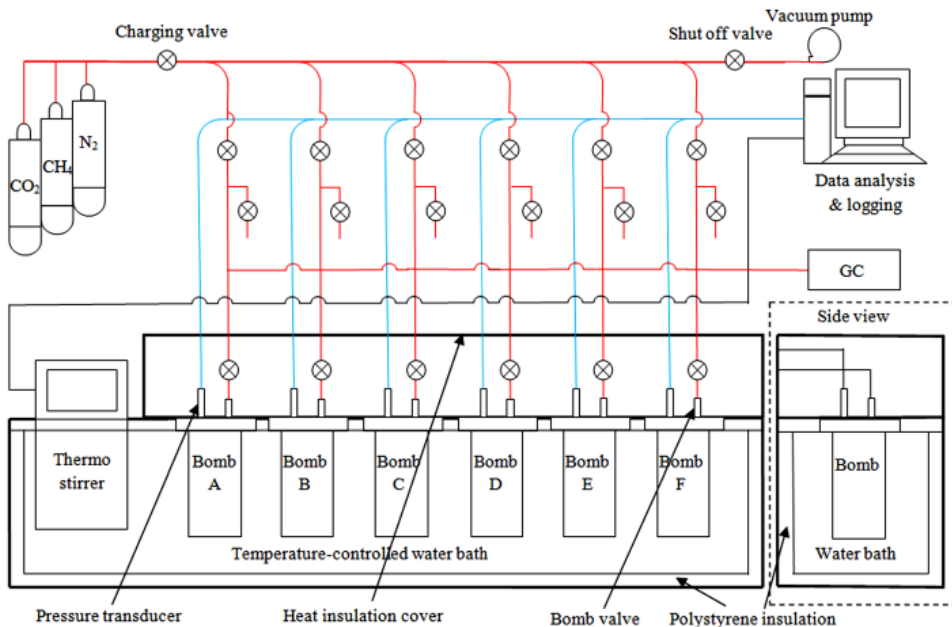 Vacuum pump
Charging valve
Shut off valve
N2
CH4
CO2
Data analysis
& logging
GC
Side view
Thermo
stirrer
Bomb
A
Bomb
B
Bomb
C
Bomb
D
Bomb
E
Bomb
F
Bomb
Temperature-controlled water bath
Water bath
Pressure transducer
Heat insulation cover
Bomb valve
Polystyrene insulation